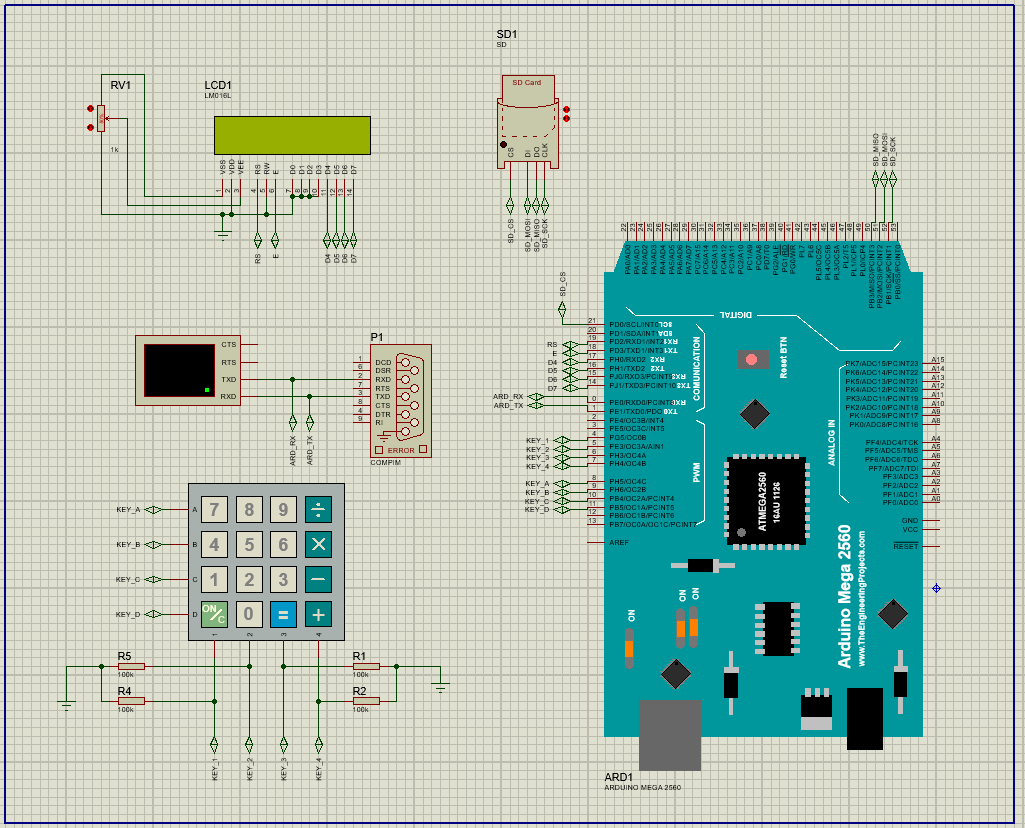 SD1
SD
SD Card
CS
DI
DO
CLK
SD_CS
SD_MOSI
SD_MISO
SD_SCK
RV1
1k
LCD1
LM016L
VSS
VDD
VEE
RS
RW
E
D0
D1
D2
D3
D4
D5
D6
D7
1
2
3
4
5
6
7
8
9
10
11
12
13
14
RS
E
D4
D5
D6
D7
CTS
RTS
TXD
RXD
ARD_RX
ARD_TX
P1
1
6
2
7
3
8
4
9
DCD
DSR
RXD
RTS
TXD
CTS
DTR
RI
ERROR
COMPIM
KEY_A
KEY_B
KEY_C
KEY_D
A
B
C
D
7 8 9 ÷
4 5 6 ×
1 2 3 −
ON/C 0 = +
1
2
3
4
R5
100k
R4
100k
R1
100k
R2
100k
KEY_1
KEY_2
KEY_3
KEY_4
SD_MISO
SD_MOSI
SD_SCK
22
23
24
25
26
27
28
29
30
31
32
33
34
35
36
37
38
39
40
41
42
43
44
45
46
47
48
49
50
51
52
53
PA0/AD0
PA1/AD1
PA2/AD2
PA3/AD3
PA4/AD4
PA5/AD5
PA6/AD6
PA7/AD7
PC7/A15
PC6/A14
PC5/A13
PC4/A12
PC3/A11
PC2/A10
PC1/A9
PC0/A8
PD7/T0
PG2/ALE
PG1/RD
PG0/WR
PL7
PL6
PL5/OC5C
PL4/OC5B
PL3/OC5A
PL2/T5
PL1/ICP5
PL0/ICP4
PB3/MISO/PCINT3
PB2/MOSI/PCINT2
PB1/SCK/PCINT1
PB0/SS/PCINT0
SD_CS
DIGITAL
21
20
19
18
17
16
15
14
PD0/SCL/INT0
PD1/SDA/INT1
PD2/RXD1/INT2
PD3/TXD1/INT3
PH0/RXD2
PH1/TXD2
PJ0/RXD3/PCINT9
PJ1/TXD3/PCINT10
SCL
SDA
RX1
TX1
RX2
TX2
RX3
TX3
RS
E
D4
D5
D6
D7
ARD_RX
ARD_TX
0
1
2
3
4
5
6
7
PE0/RXD0/PCINT8
PE1/TXD0/PDO
PE4/OC3B/INT4
PE5/OC3C/INT5
PG5/OC0B
PE3/OC3A/AIN1
PH3/OC4A
PH4/OC4B
RX0
TX0
KEY_1
KEY_2
KEY_3
KEY_4
KEY_A
KEY_B
KEY_C
KEY_D
8
9
10
11
12
13
PH5/OC4C
PH6/OC2B
PB4/OC2A/PCINT4
PB5/OC1A/PCINT5
PB6/OC1B/PCINT6
PB7/OC0A/OC1C/PCINT7
AREF
COMUNICATION
PWM
Reset BTN
ANALOG IN
PK7/ADC15/PCINT23
PK6/ADC14/PCINT22
PK5/ADC13/PCINT21
PK4/ADC12/PCINT20
PK3/ADC11/PCINT19
PK2/ADC10/PCINT18
PK1/ADC9/PCINT17
PK0/ADC8/PCINT16
A15
A14
A13
A12
A11
A10
A9
A8
PF7/ADC7/TDI
PF6/ADC6/TDO
PF5/ADC5/TMS
PF4/ADC4/TCK
PF3/ADC3
PF2/ADC2
PF1/ADC1
PF0/ADC0
A4
A5
A6
A7
A3
A2
A1
A0
GND
VCC
RESET
ATMEGA2560
16AU 1126
ON
ON
ON
Arduino Mega 2560
www.TheEngineeringProjects.com
ARD1
ARDUINO MEGA 2560